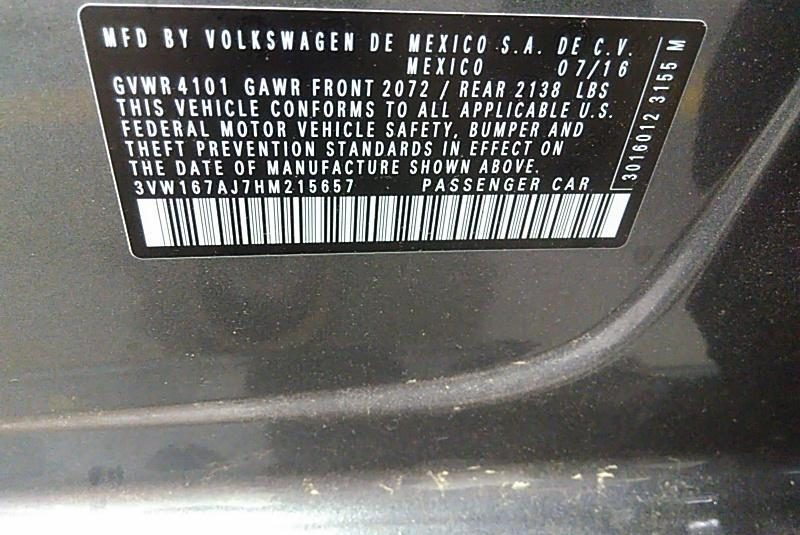 MFD BY VOLKSWAGEN DE MEXICO S.A. DE C.V.
MEXICO 07/16
GVWR 4101 GAWR FRONT 2072 / REAR 2138 LBS
THIS VEHICLE CONFORMS TO ALL APPLICABLE U.S.
FEDERAL MOTOR VEHICLE SAFETY, BUMPER AND
THEFT PREVENTION STANDARDS IN EFFECT ON
THE DATE OF MANUFACTURE SHOWN ABOVE.
3VW167AJ7HM215657 PASSENGER CAR
3016012 3155 M